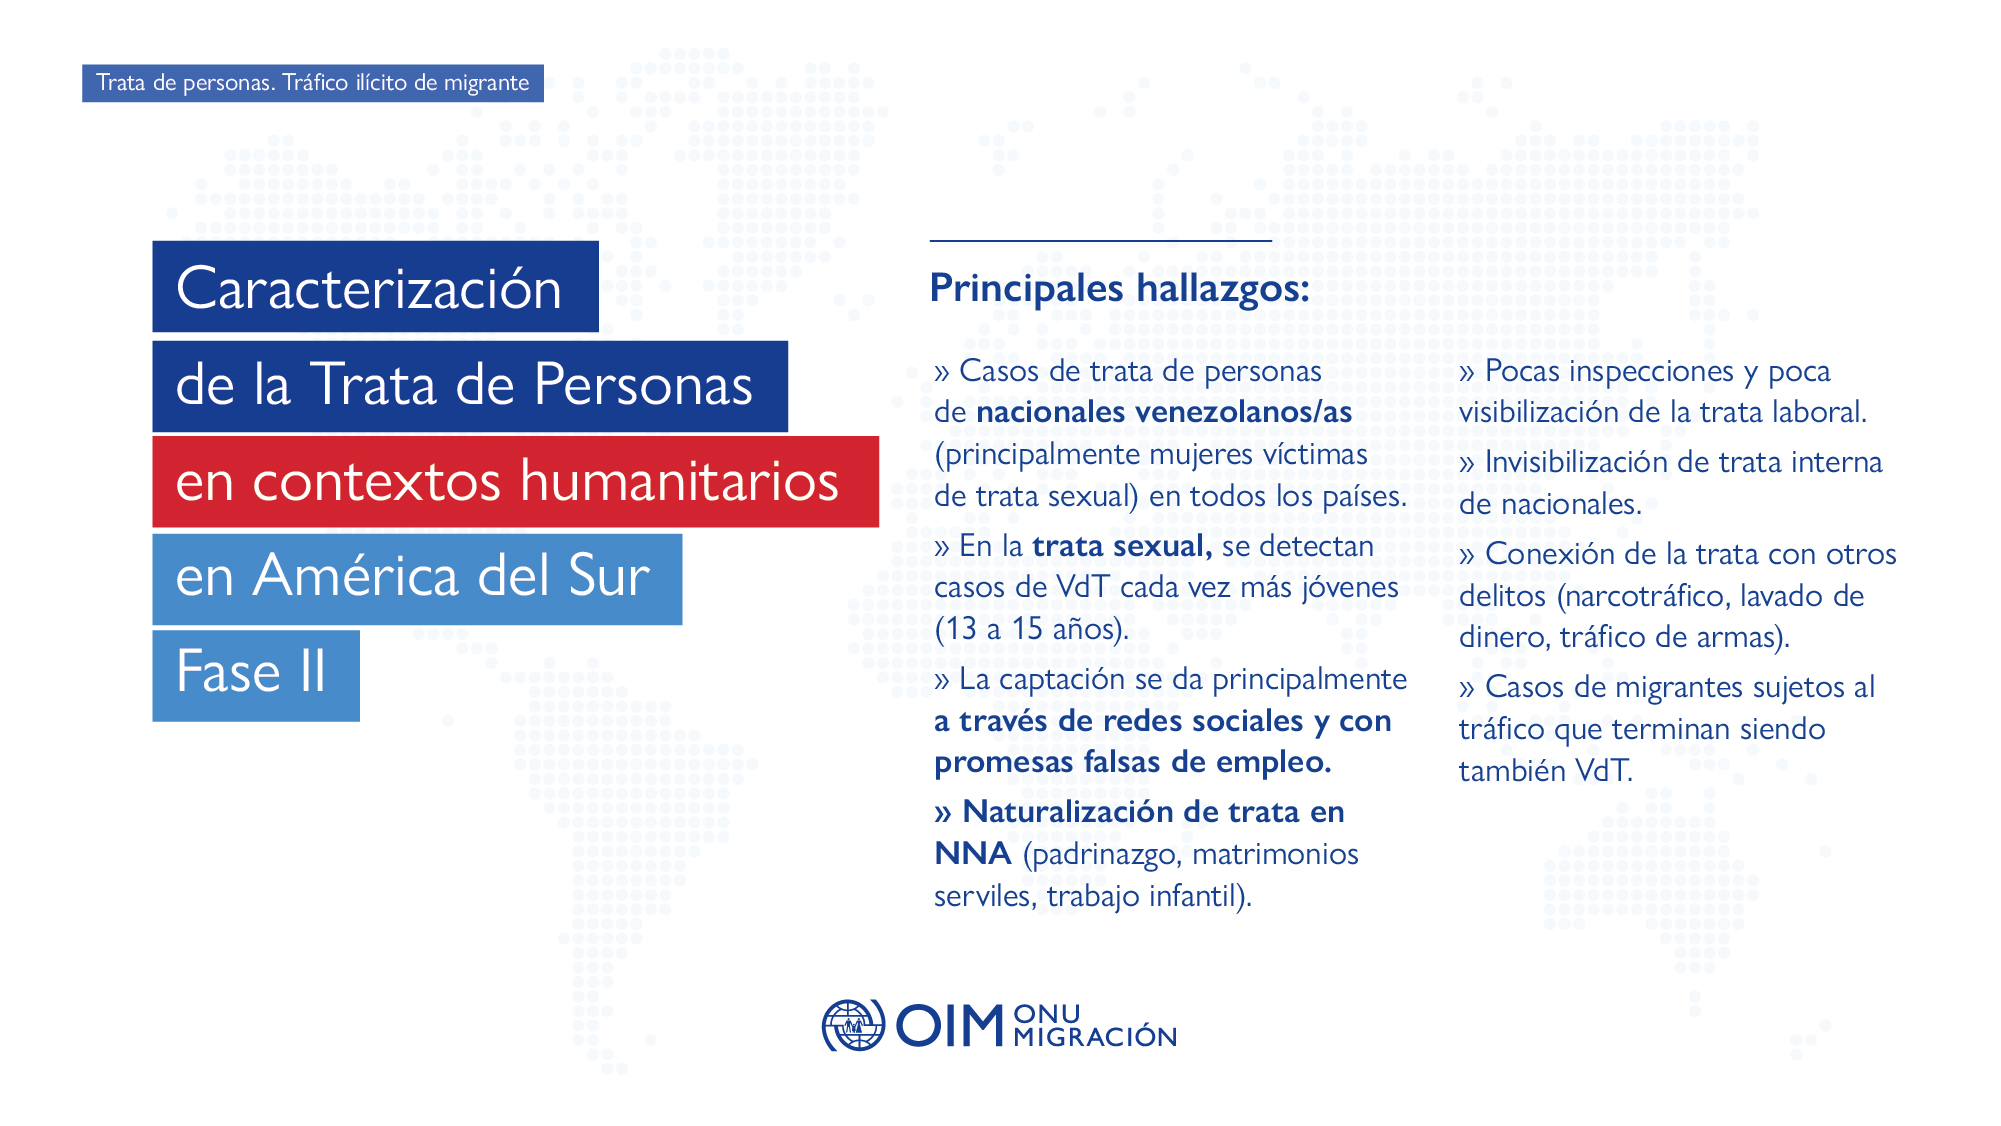 Trata de personas. Tráfico ilícito de migrante
Caracterización
de la Trata de Personas
en contextos humanitarios
en América del Sur
Fase II
Principales hallazgos:
» Casos de trata de personas
de nacionales venezolanos/as
(principalmente mujeres víctimas
de trata sexual) en todos los países.
» En la trata sexual, se detectan
casos de VdT cada vez más jóvenes
(13 a 15 años).
» La captación se da principalmente
a través de redes sociales y con
promesas falsas de empleo.
» Naturalización de trata en
NNA (padrinazgo, matrimonios
serviles, trabajo infantil).
» Pocas inspecciones y poca
visibilización de la trata laboral.
» Invisibilización de trata interna
de nacionales.
» Conexión de la trata con otros
delitos (narcotráfico, lavado de
dinero, tráfico de armas).
» Casos de migrantes sujetos al
tráfico que terminan siendo
también VdT.
OIM ONU
MIGRACIÓN